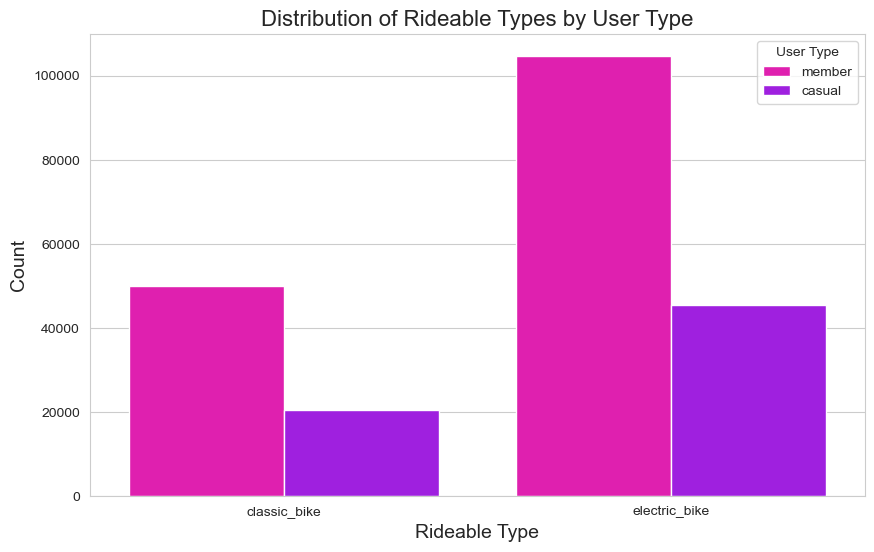 Distribution of Rideable Types by User Type
User Type
member
casual
100000
80000
60000
40000
20000
0
Count
classic_bike
electric_bike
Rideable Type